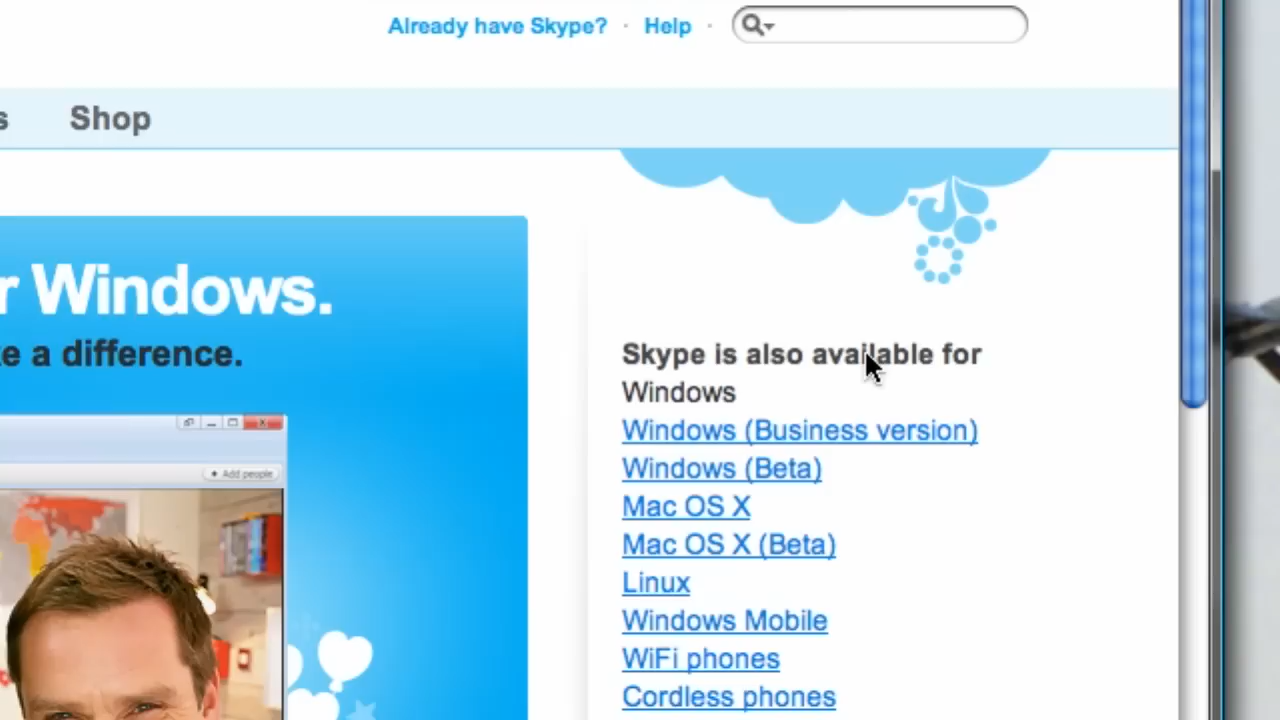 Already have Skype? · Help ·
s Shop
r Windows.
e a difference.
Add people
Skype is also available for
Windows
Windows (Business version)
Windows (Beta)
Mac OS X
Mac OS X (Beta)
Linux
Windows Mobile
WiFi phones
Cordless phones